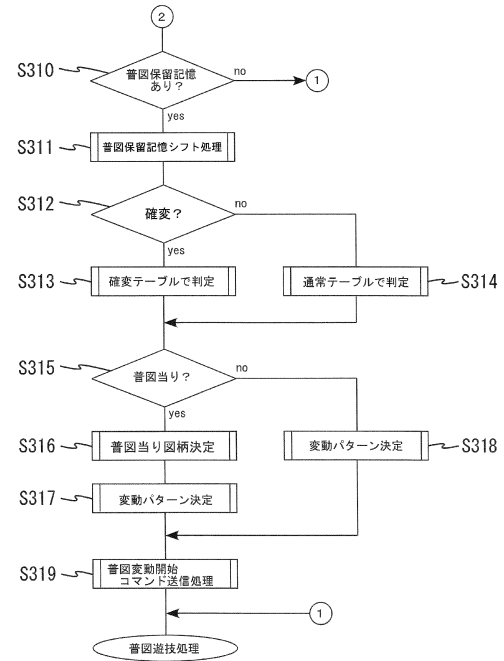 2
S310
普図保留記憶
あり？
no
1
yes
S311
普図保留記憶シフト処理
S312
確変？
no
yes
S313
確変テーブルで判定
通常テーブルで判定
S314
S315
普図当り？
no
yes
S316
普図当り図柄決定
変動パターン決定
S318
S317
変動パターン決定
S319
普図変動開始
コマンド送信処理
1
普図遊技処理